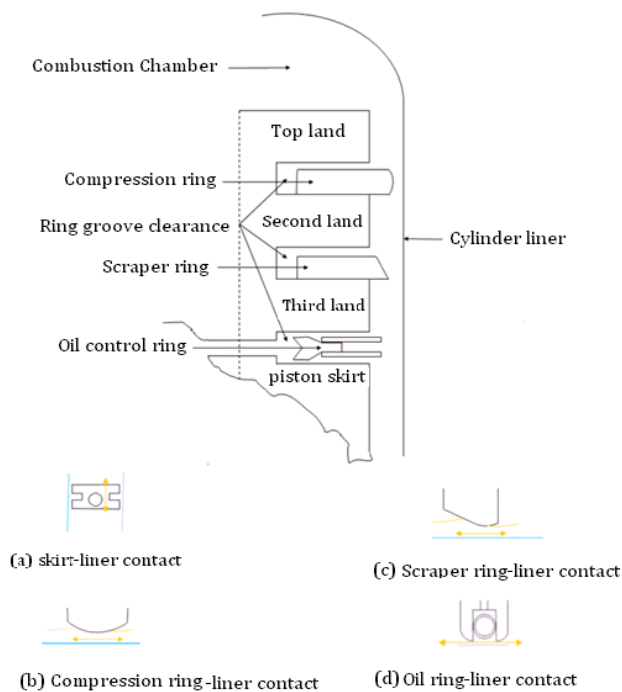 Combustion Chamber
Top land
Compression ring
Ring groove clearance
Second land
Cylinder liner
Scraper ring
Third land
Oil control ring
piston skirt
(a) skirt-liner contact
(c) Scraper ring-liner contact
(b) Compression ring-liner contact
(d) Oil ring-liner contact